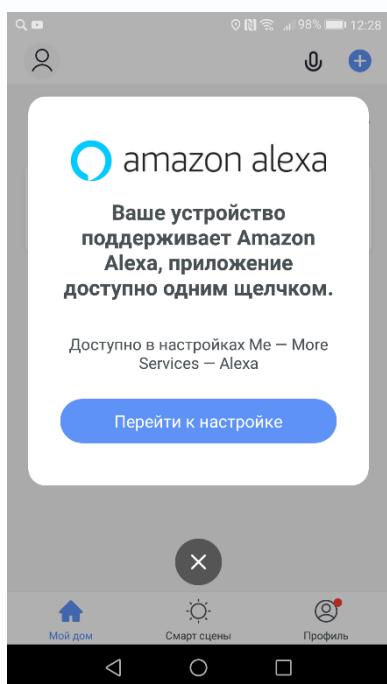 98% 12:28
amazon alexa
Ваше устройство
поддерживает Amazon
Alexa, приложение
доступно одним щелчком.
Доступно в настройках Me — More
Services — Alexa
Перейти к настройке
Мой дом Смарт сцены Профиль